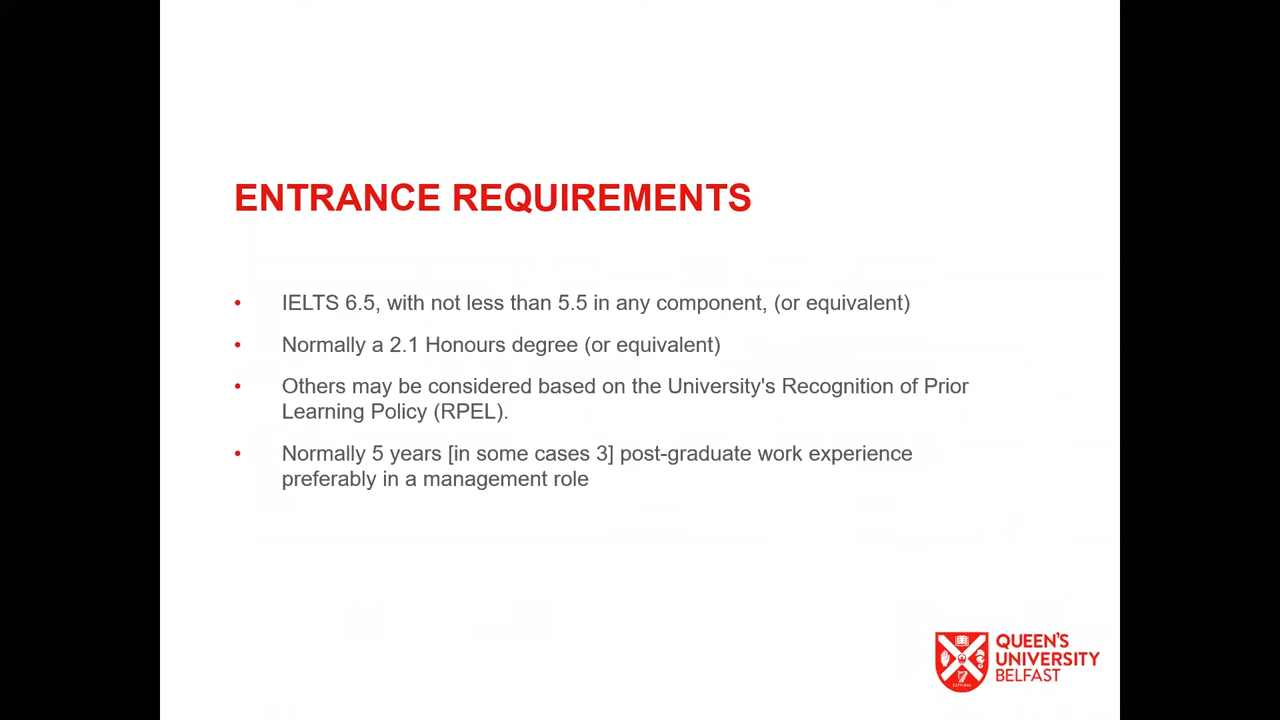 ENTRANCE REQUIREMENTS
• IELTS 6.5, with not less than 5.5 in any component, (or equivalent)
• Normally a 2.1 Honours degree (or equivalent)
• Others may be considered based on the University's Recognition of Prior
Learning Policy (RPEL).
• Normally 5 years [in some cases 3] post-graduate work experience
preferably in a management role
QUEEN'S
UNIVERSITY
BELFAST